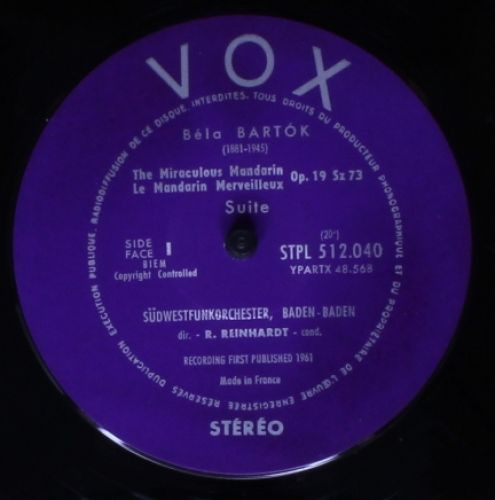 VOX
EXÉCUTION PUBLIQUE, RADIODIFFUSION DE CE DISQUE INTERDITES. TOUS DROITS DU PRODUCTEUR PHONOGRAPHIQUE ET DU PROPRIÉTAIRE DE L'ŒUVRE ENREGISTRÉE RÉSERVÉS DUPLICATION
Béla BARTÓK
(1881-1945)
The Miraculous Mandarin Op. 19 Sz 73
Le Mandarin Merveilleux
Suite
SIDE FACE 1
BIEM
Copyright Controlled
(20')
STPL 512.040
YPARTX 48.568
SÜDWESTFUNKORCHESTER, BADEN-BADEN
dir. - R. REINHARDT - cond.
RECORDING FIRST PUBLISHED 1961
Made in France
STÉRÉO